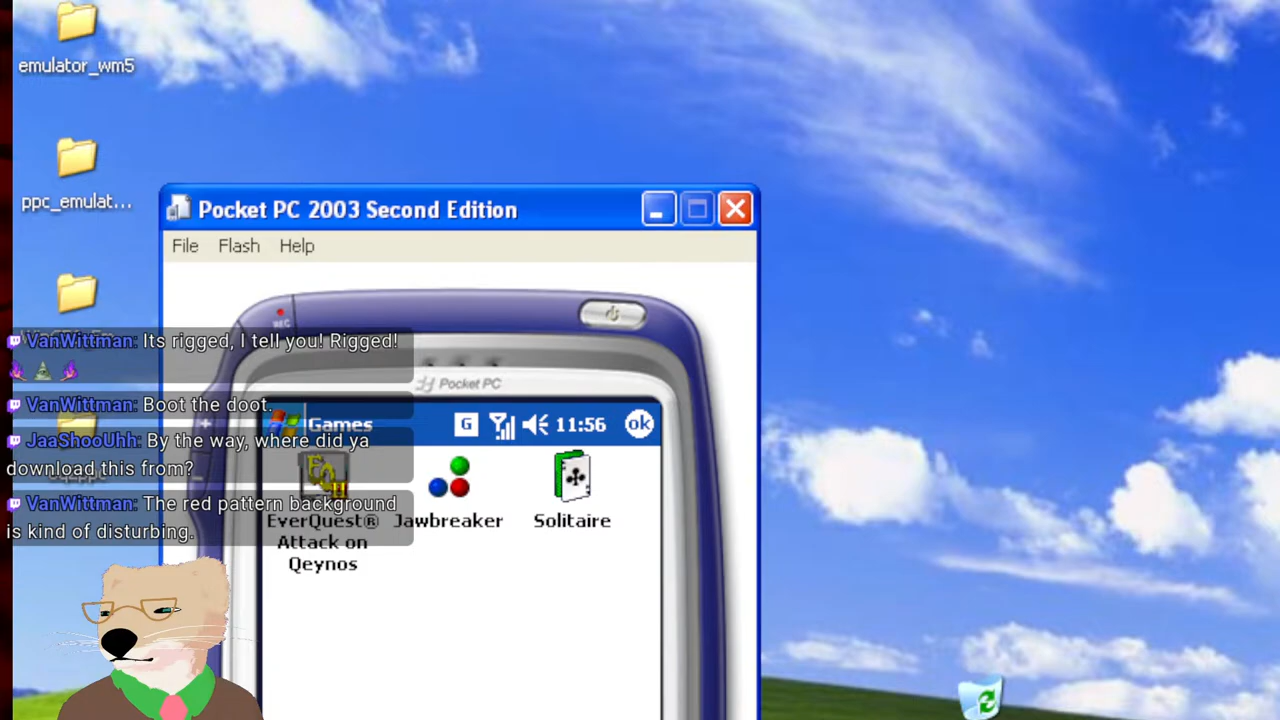 emulator_wm5
ppc_emulat...
Pocket PC 2003 Second Edition
File Flash Help
REC
Pocket PC
VanWittman: Its rigged, I tell you! Rigged!
VanWittman: Boot the doot.
Games G 11:56 ok
JaaShooUhh: By the way, where did ya
download this from?
VanWittman: The red pattern background
is kind of disturbing.
EverQuest®
Attack on
Qeynos
Jawbreaker
Solitaire